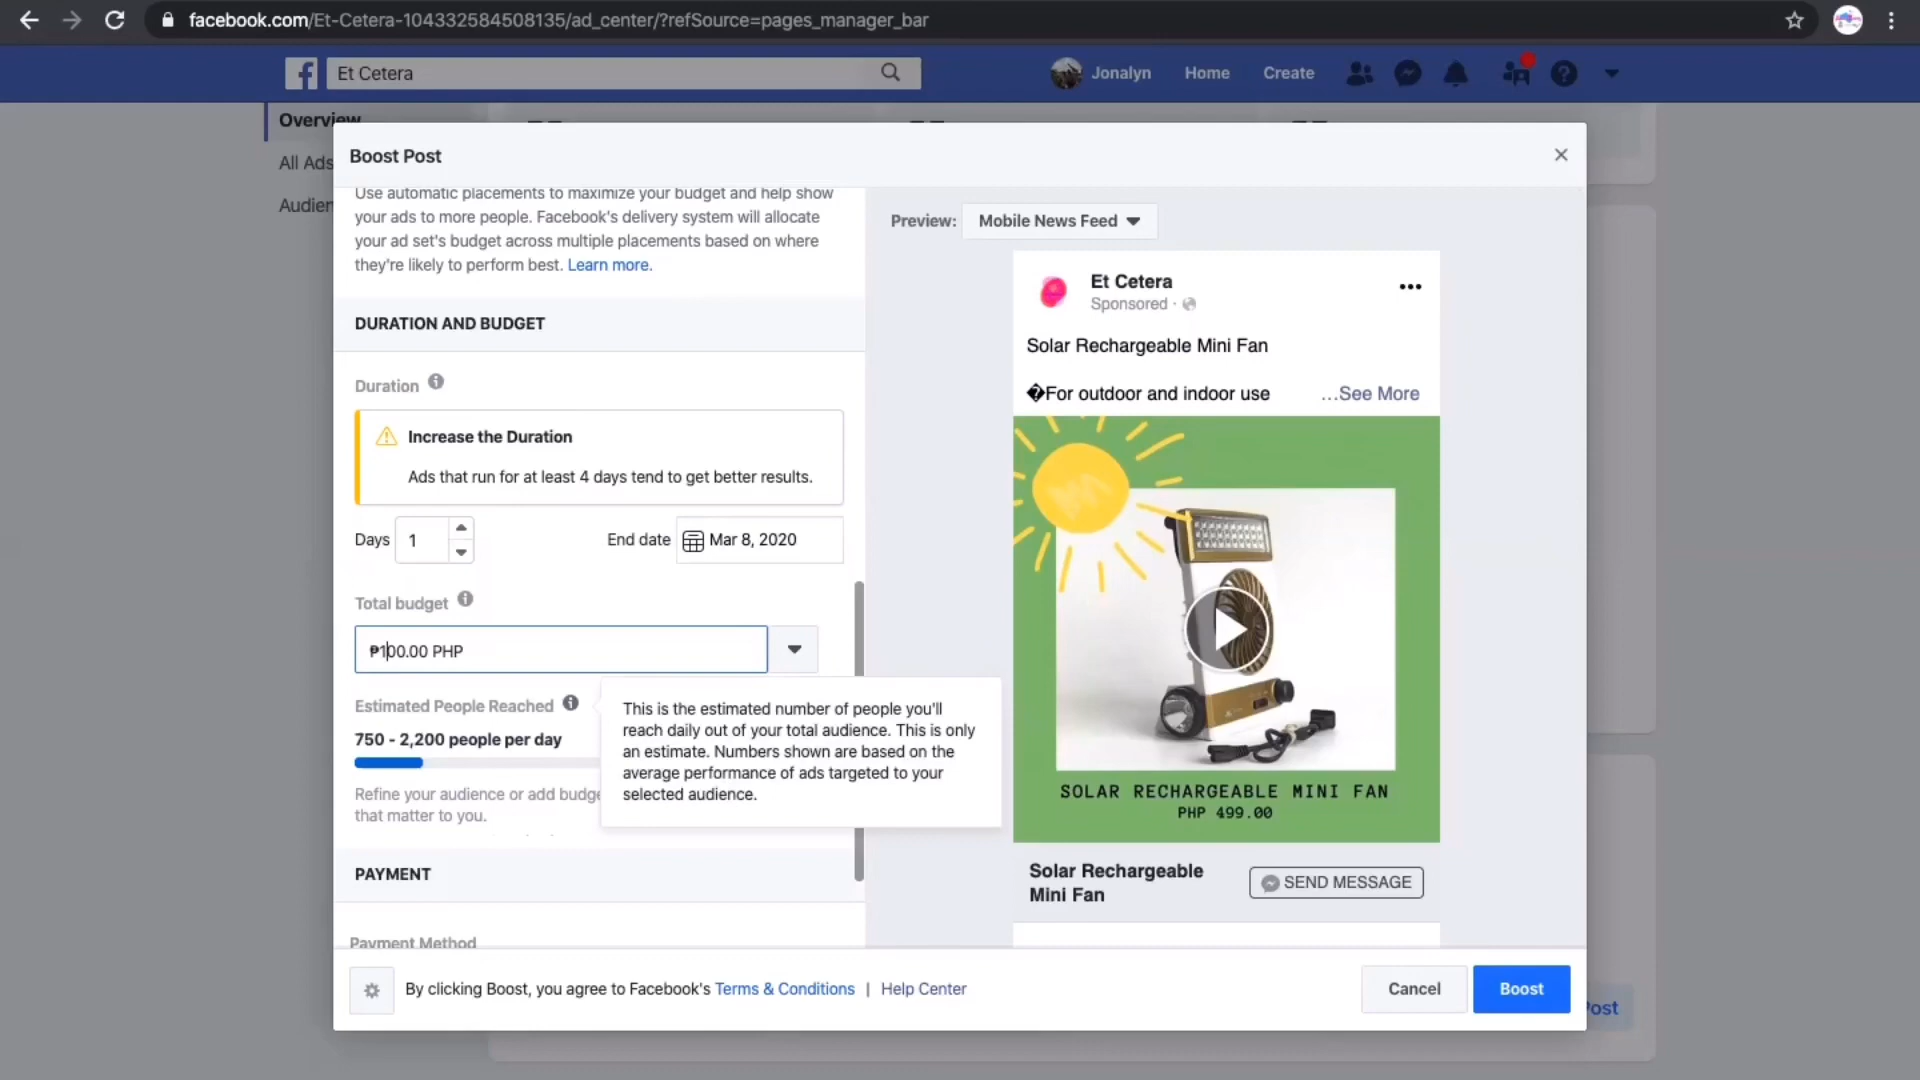 facebook.com/Et-Cetera-104332584508135/ad_center/?refSource=pages_manager_bar
Et Cetera
Jonalyn
Home
Create
Overview
All Ads
Boost Post
Use automatic placements to maximize your budget and help show
your ads to more people. Facebook's delivery system will allocate
your ad set's budget across multiple placements based on where
they're likely to perform best. Learn more.
DURATION AND BUDGET
Duration
Increase the Duration
Ads that run for at least 4 days tend to get better results.
Days 1
End date Mar 8, 2020
Total budget
₱100.00 PHP
Estimated People Reached
750 - 2,200 people per day
Refine your audience or add
that matter to you.
This is the estimated number of people you'll
reach daily out of your total audience. This is only
an estimate. Numbers shown are based on the
average performance of ads targeted to your
selected audience.
PAYMENT
Payment Method
Preview: Mobile News Feed
Et Cetera
Sponsored ·
Solar Rechargeable Mini Fan
�For outdoor and indoor use ...See More
SOLAR RECHARGEABLE MINI FAN
PHP 499.00
Solar Rechargeable
Mini Fan
SEND MESSAGE
By clicking Boost, you agree to Facebook's Terms & Conditions | Help Center
Cancel
Boost
Post